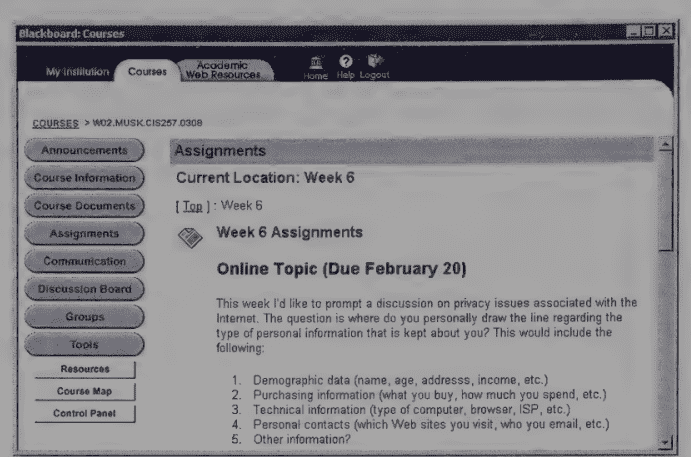 Blackboard: Courses
My Institution
Courses
Academic
Web Resources
Home Help Logout
COURSES > W02.MUSK.CIS257.0308
Announcements
Course Information
Course Documents
Assignments
Communication
Discussion Board
Groups
Tools
Resources
Course Map
Control Panel
Assignments
Current Location: Week 6
[ Top ] : Week 6
Week 6 Assignments
Online Topic (Due February 20)
This week I'd like to prompt a discussion on privacy issues associated with the
Internet. The question is where do you personally draw the line regarding the
type of personal information that is kept about you? This would include the
following:
1. Demographic data (name, age, addresss, income, etc.)
2. Purchasing information (what you buy, how much you spend, etc.)
3. Technical information (type of computer, browser, ISP, etc.)
4. Personal contacts (which Web sites you visit, who you email, etc.)
5. Other information?